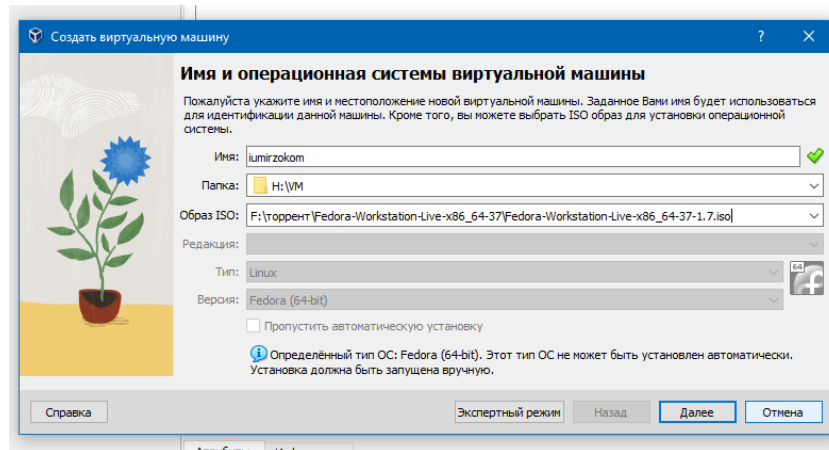 Создать виртуальную машину
?
Имя и операционная системы виртуальной машины
Пожалуйста укажите имя и местоположение новой виртуальной машины. Заданное Вами имя будет использоваться
для идентификации данной машины. Кроме того, вы можете выбрать ISO образ для установки операционной
системы.
Имя: iumirzokom
Папка: H:\VM
Образ ISO: F:\торрент\Fedora-Workstation-Live-x86_64-37\Fedora-Workstation-Live-x86_64-37-1.7.iso
Редакция:
Тип: Linux
64
Версия: Fedora (64-bit)
Пропустить автоматическую установку
Определённый тип ОС: Fedora (64-bit). Этот тип ОС не может быть установлен автоматически.
Установка должна быть запущена вручную.
Справка Экспертный режим Назад Далее Отмена